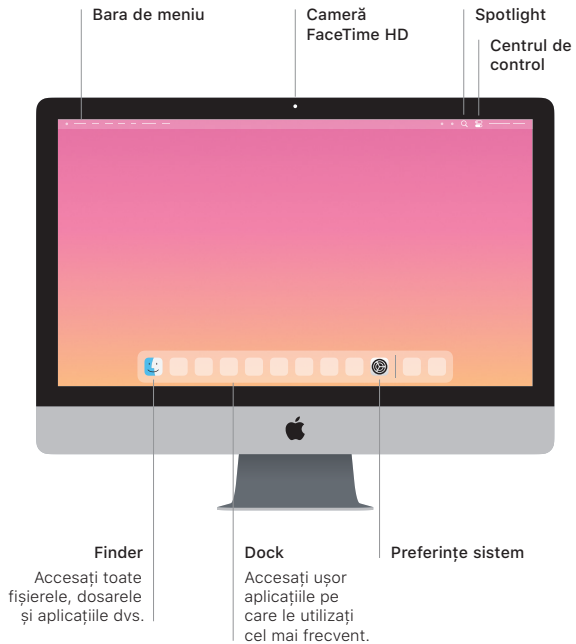 Bara de meniu
Cameră
FaceTime HD
Spotlight
Centrul de
control
Finder
Accesați toate
fișierele, dosarele
și aplicațiile dvs.
Dock
Accesați ușor
aplicațiile pe
care le utilizați
cel mai frecvent.
Preferințe sistem